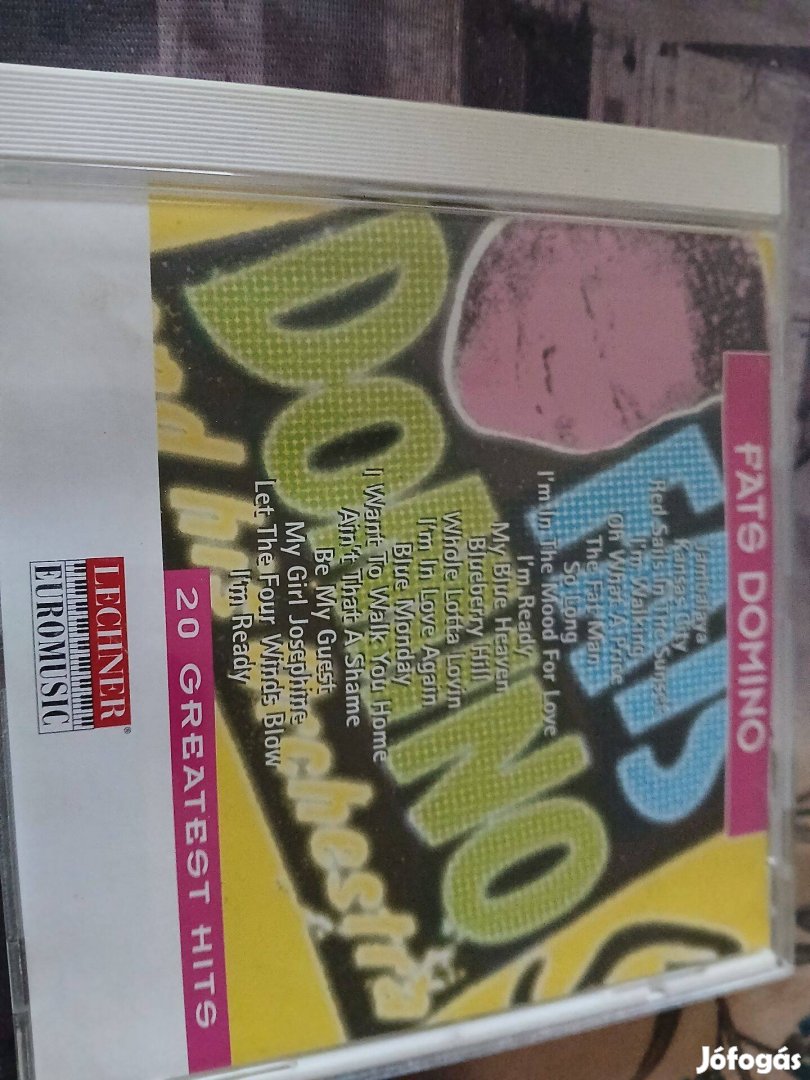 FATS DOMINO
Jambalaya
Kansas City
Red Sails In The Sunset
I'm Walking
Oh What A Price
The Fat Man
So Long
I'm In The Mood For Love
I'm Ready
My Blue Heaven
Blueberry Hill
Whole Lotta Lovin
I'm In Love Again
Blue Monday
I Want To Walk You Home
Ain't That A Shame
Be My Guest
My Girl Josephine
Let The Four Winds Blow
I'm Ready
FATS
DOMINO
20 GREATEST HITS
LECHNER®
EUROMUSIC
Jófogás